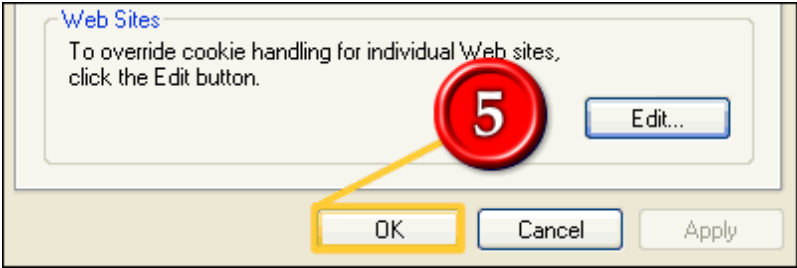 Web Sites
To override cookie handling for individual Web sites,
click the Edit button.
5
Edit...
OK
Cancel
Apply